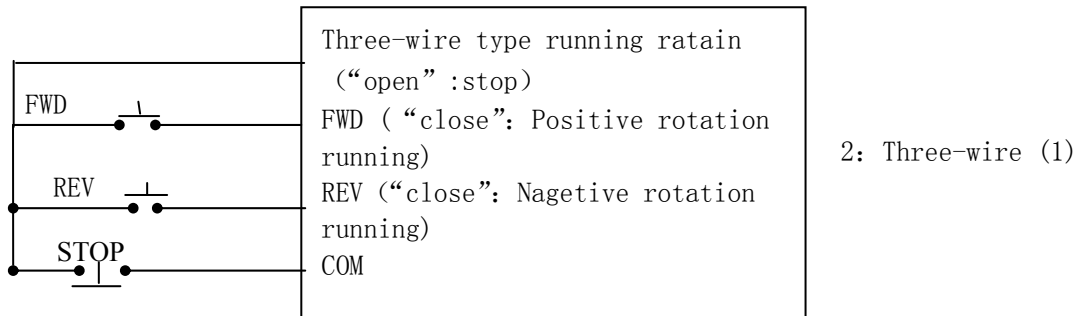 Three-wire type running ratain
(“open” :stop)
FWD
FWD ( “close”: Positive rotation
running)
2: Three-wire (1)
REV
REV (“close”: Nagetive rotation
running)
STOP
COM